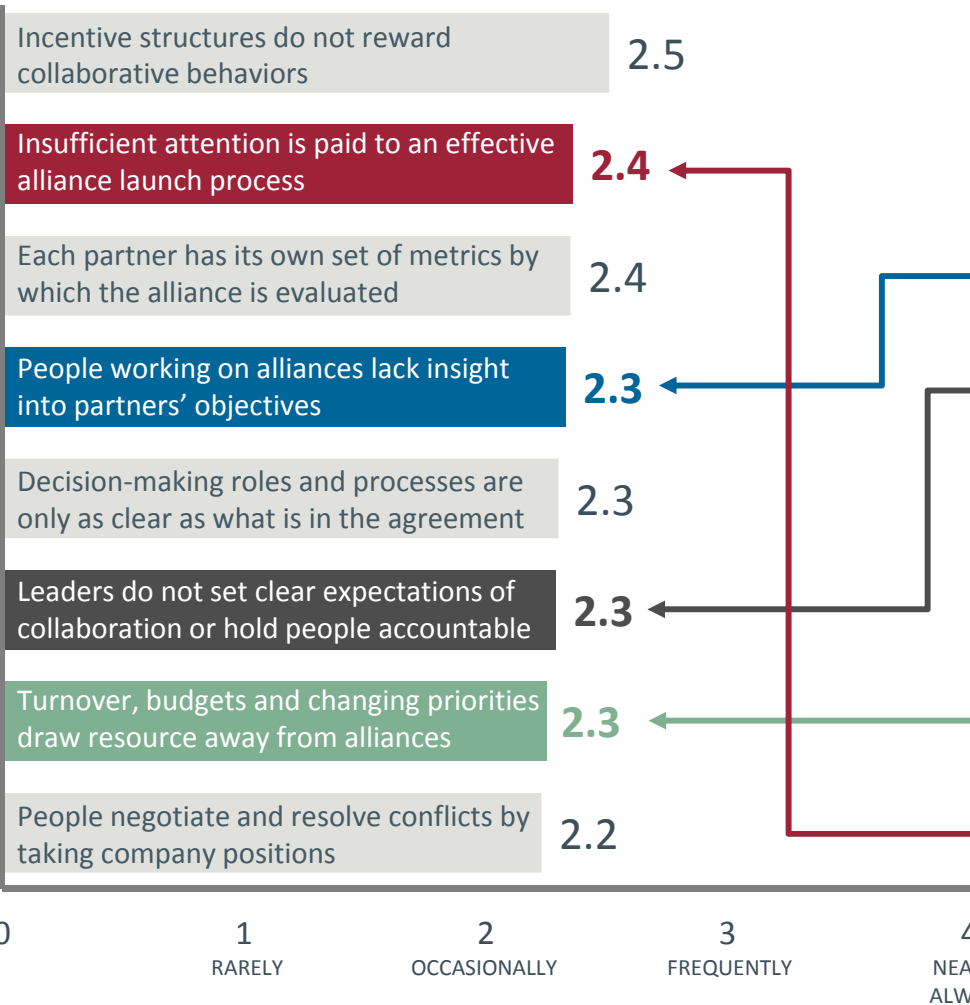 Incentive structures do not reward
collaborative behaviors
2.5
Insufficient attention is paid to an effective
alliance launch process
2.4
Each partner has its own set of metrics by
which the alliance is evaluated
2.4
People working on alliances lack insight
into partners’ objectives
2.3
Decision-making roles and processes are
only as clear as what is in the agreement
2.3
Leaders do not set clear expectations of
collaboration or hold people accountable
2.3
Turnover, budgets and changing priorities
draw resource away from alliances
2.3
People negotiate and resolve conflicts by
taking company positions
2.2
0 1 2 3 4
RARELY OCCASIONALLY FREQUENTLY